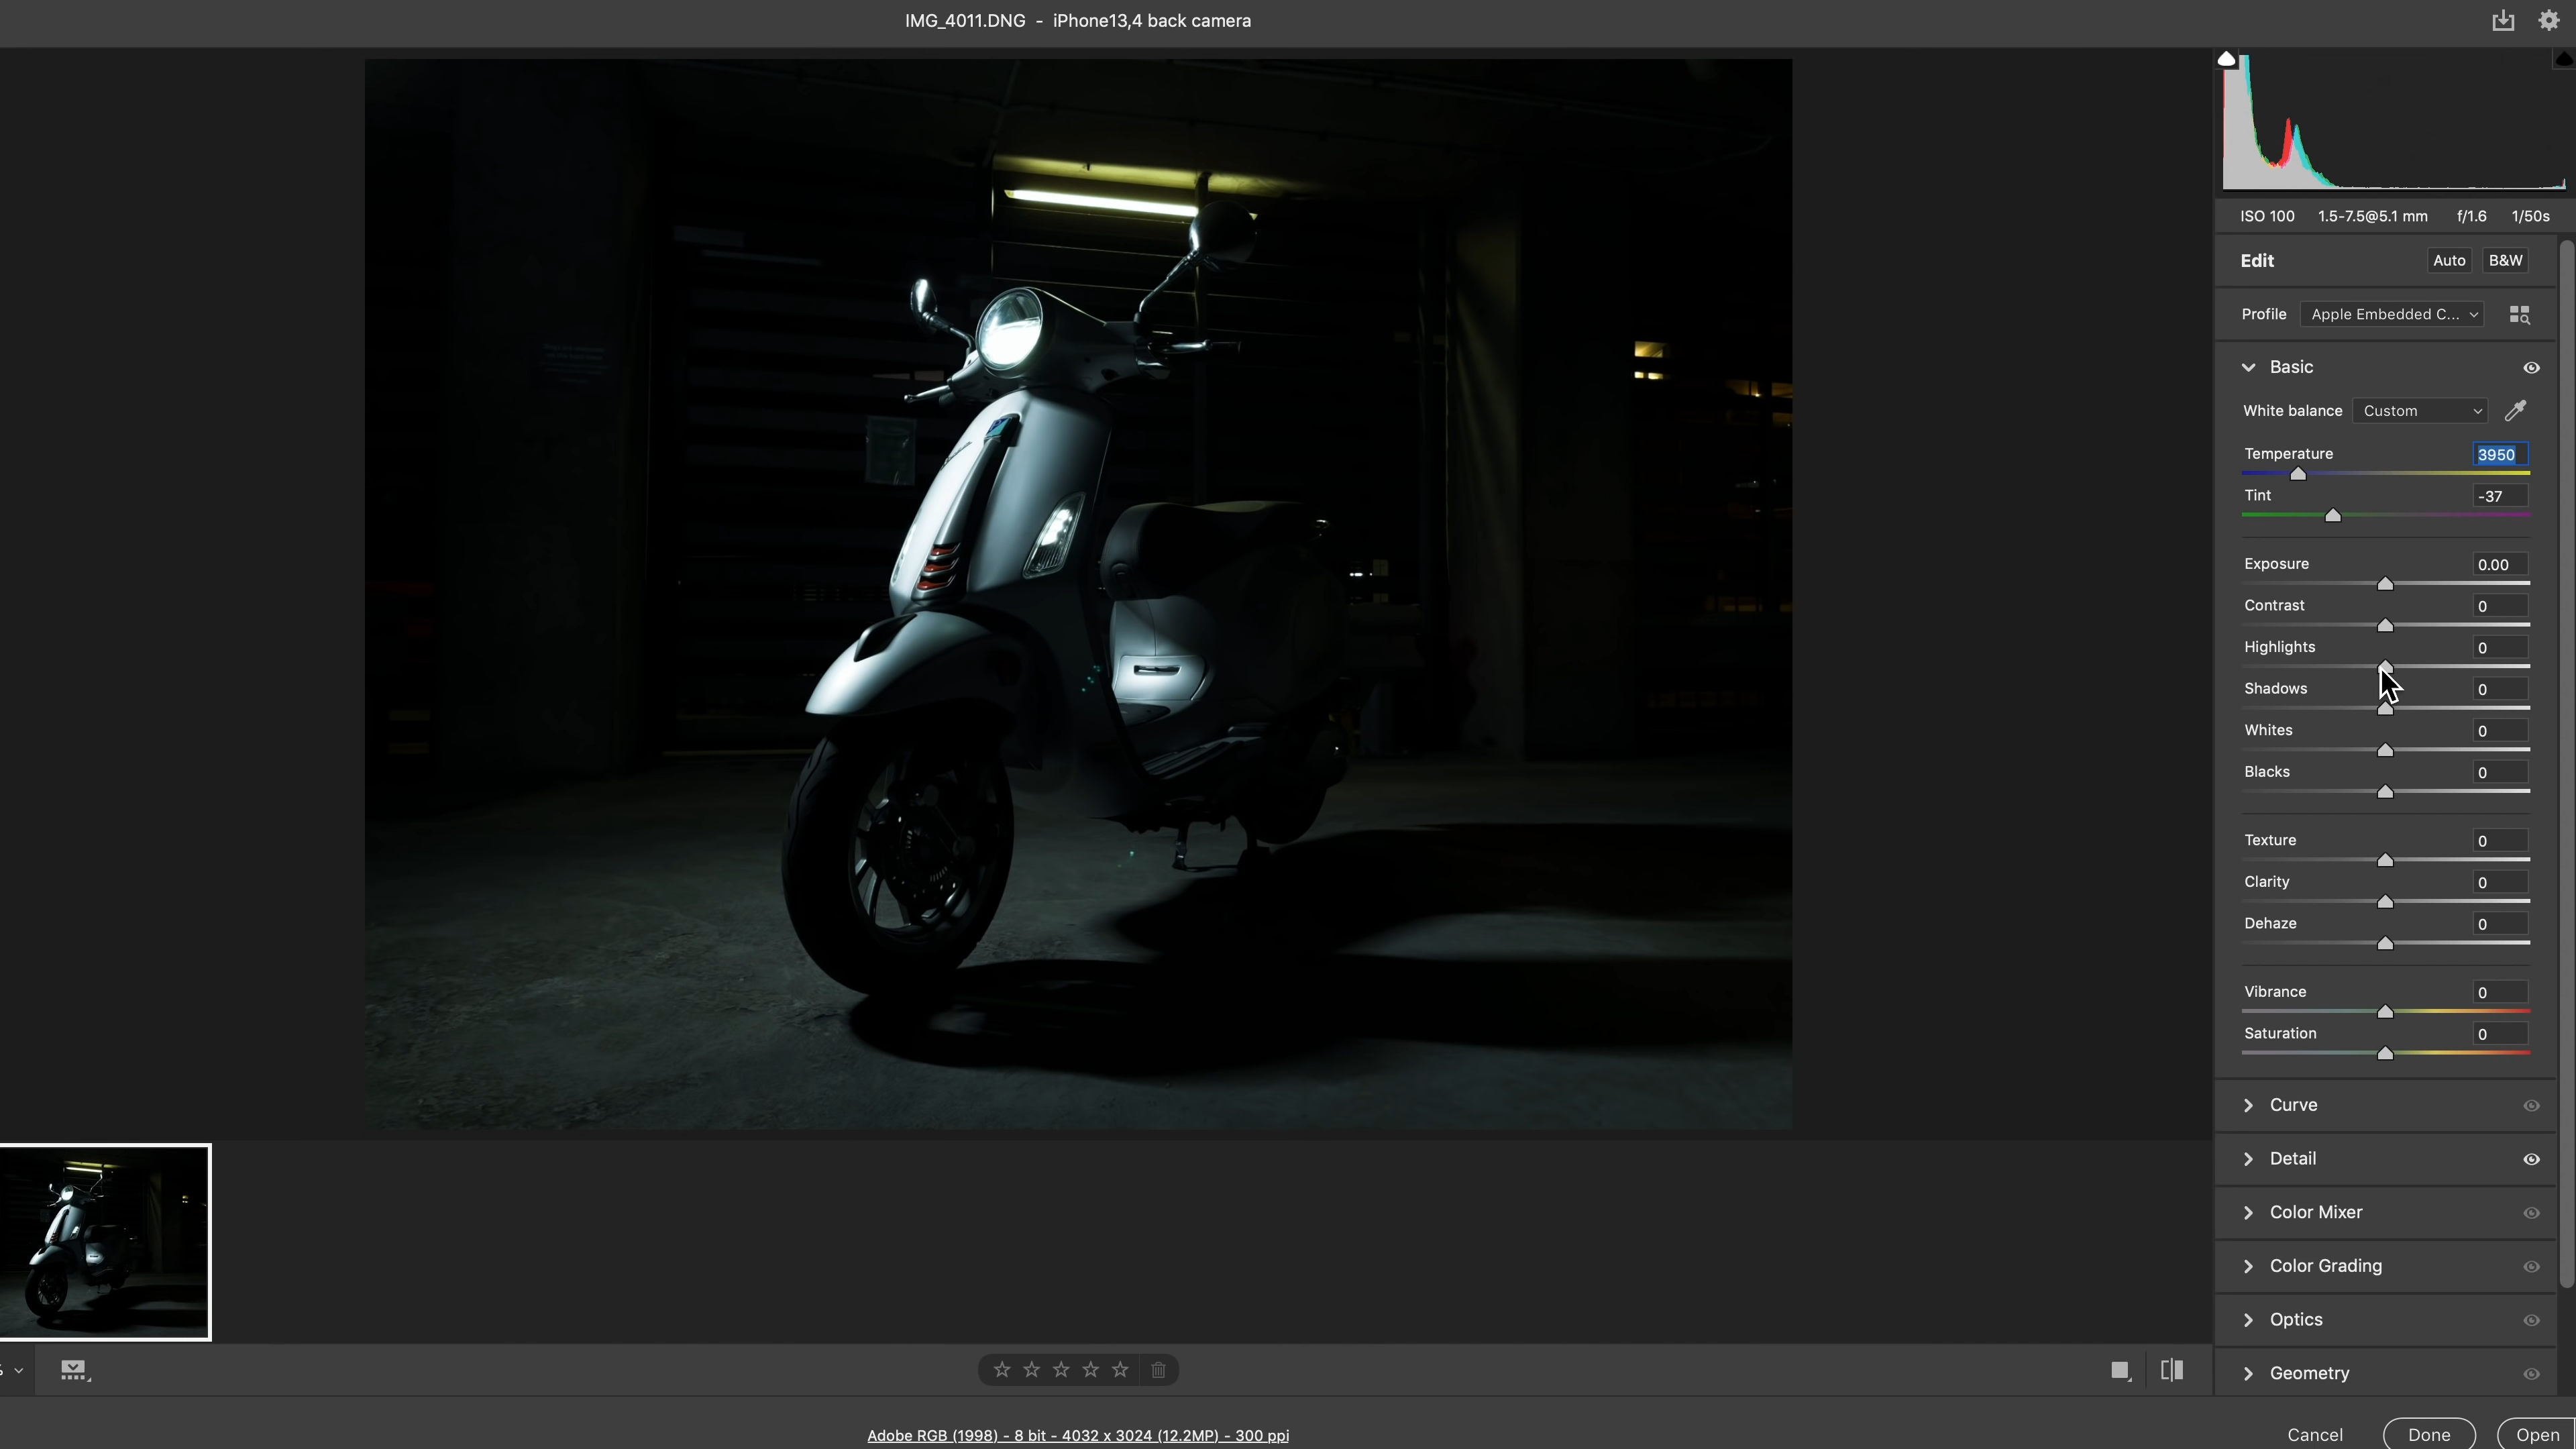 IMG_4011.DNG - iPhone13,4 back camera
ISO 100 1.5-7.5@5.1 mm f/1.6 1/50s
Edit Auto B&W
Profile Apple Embedded C...
Basic
White balance Custom
Temperature 3950
Tint -37
Exposure 0.00
Contrast 0
Highlights 0
Shadows 0
Whites 0
Blacks 0
Texture 0
Clarity 0
Dehaze 0
Vibrance 0
Saturation 0
Curve
Detail
Color Mixer
Color Grading
Optics
Geometry
Adobe RGB (1998) - 8 bit - 4032 x 3024 (12.2MP) - 300 ppi
Cancel Done Open